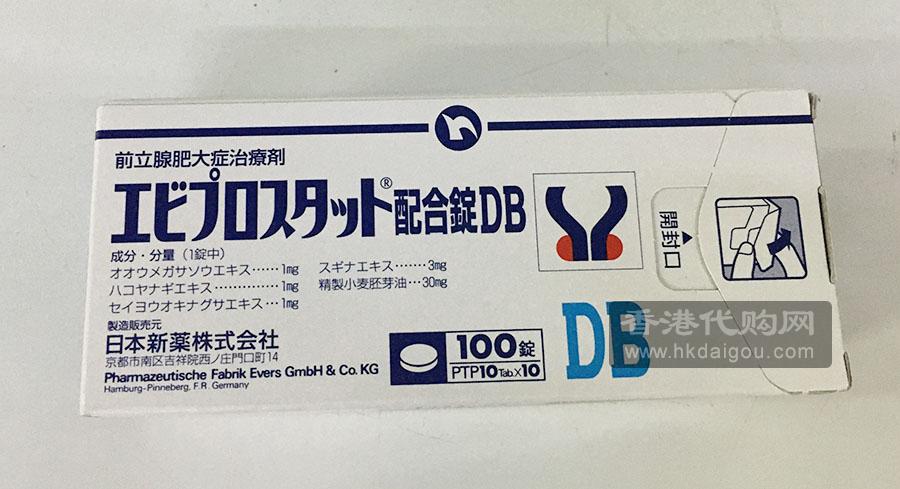 前立腺肥大症治療剤
エビプロスタット®配合錠DB
成分・分量(1錠中)
オオウメガサソウエキス……1mg
ハコヤナギエキス…………1mg
セイヨウオキナグサエキス…1mg
スギナエキス………3mg
精製小麦胚芽油…30mg
製造販売元
日本新薬株式会社
京都市南区吉祥院西ノ庄門口町14
Pharmazeutische Fabrik Evers GmbH & Co. KG
Hamburg-Pinneberg, F.R. Germany
100錠
PTP10Tab.X10
DB
開封口
香港代购网
www.hkdaigou.com